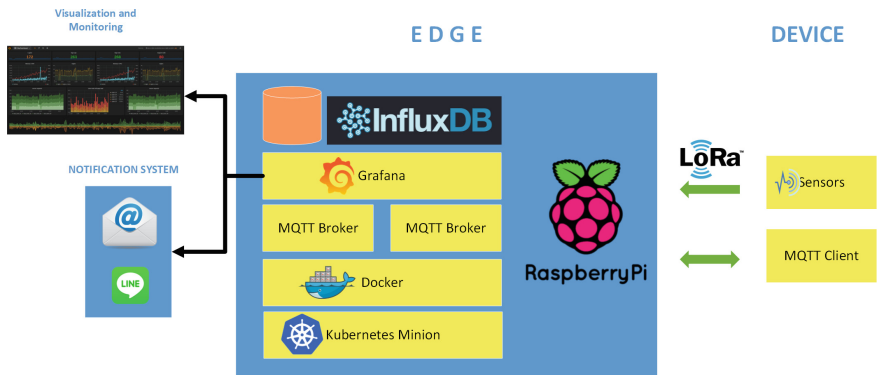 Visualization and
Monitoring
E D G E
DEVICE
InfluxDB
NOTIFICATION SYSTEM
@
LINE
Grafana
MQTT Broker
MQTT Broker
Docker
Kubernetes Minion
RaspberryPi
LoRa™
Sensors
MQTT Client